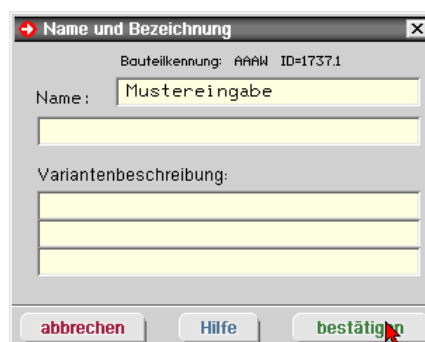 Name und Bezeichnung
Bauteilkennung: AAAW ID=1737.1
Name: Mustereingabe
Variantenbeschreibung:
abbrechen Hilfe bestätigen